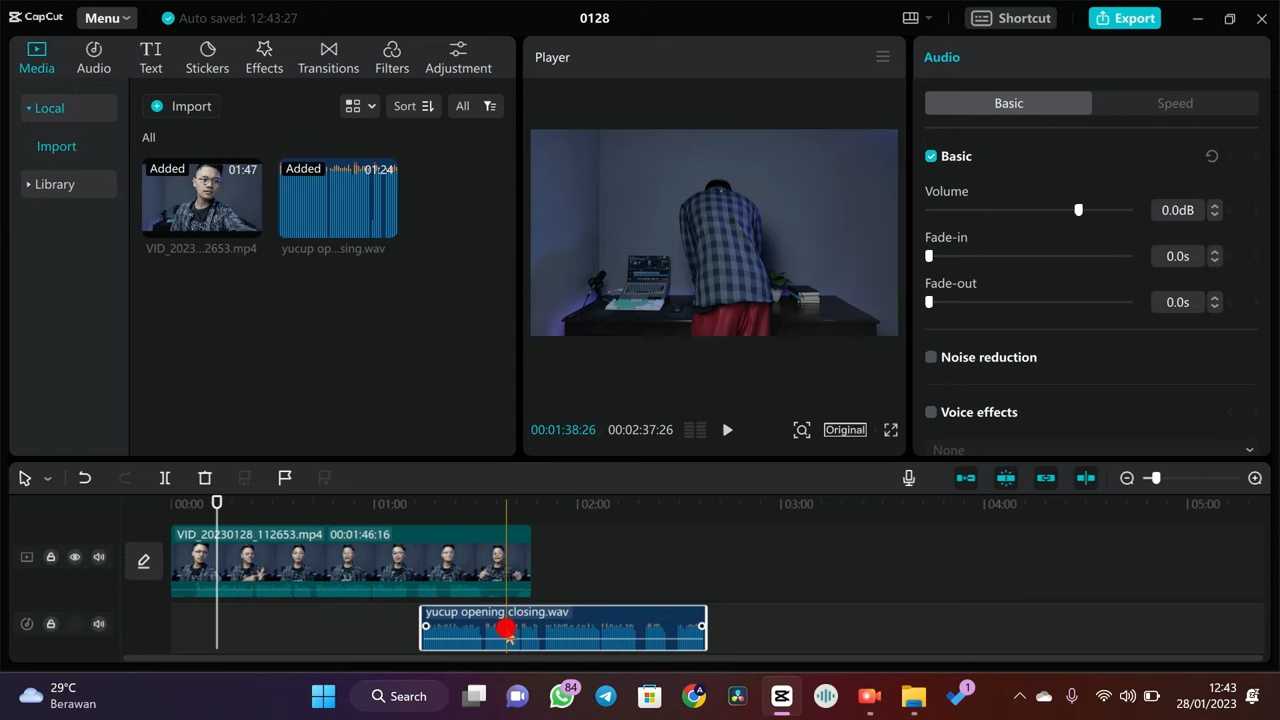 CapCut
Menu
Auto saved: 12:43:27
0128
Shortcut
Export
Media
Audio
Text
Stickers
Effects
Transitions
Filters
Adjustment
Local
Import
Library
Import
Sort
All
All
Added
01:47
VID_2023...2653.mp4
Added
01:24
yucup op...sing.wav
Player
00:01:38:26
00:02:37:26
Original
Audio
Basic
Speed
Basic
Volume
0.0dB
Fade-in
0.0s
Fade-out
0.0s
Noise reduction
Voice effects
None
00:00
01:00
02:00
03:00
04:00
05:00
VID_20230128_112653.mp4 00:01:46:16
yucup opening closing.wav
29°C
Berawan
Search
84
1
12:43
28/01/2023